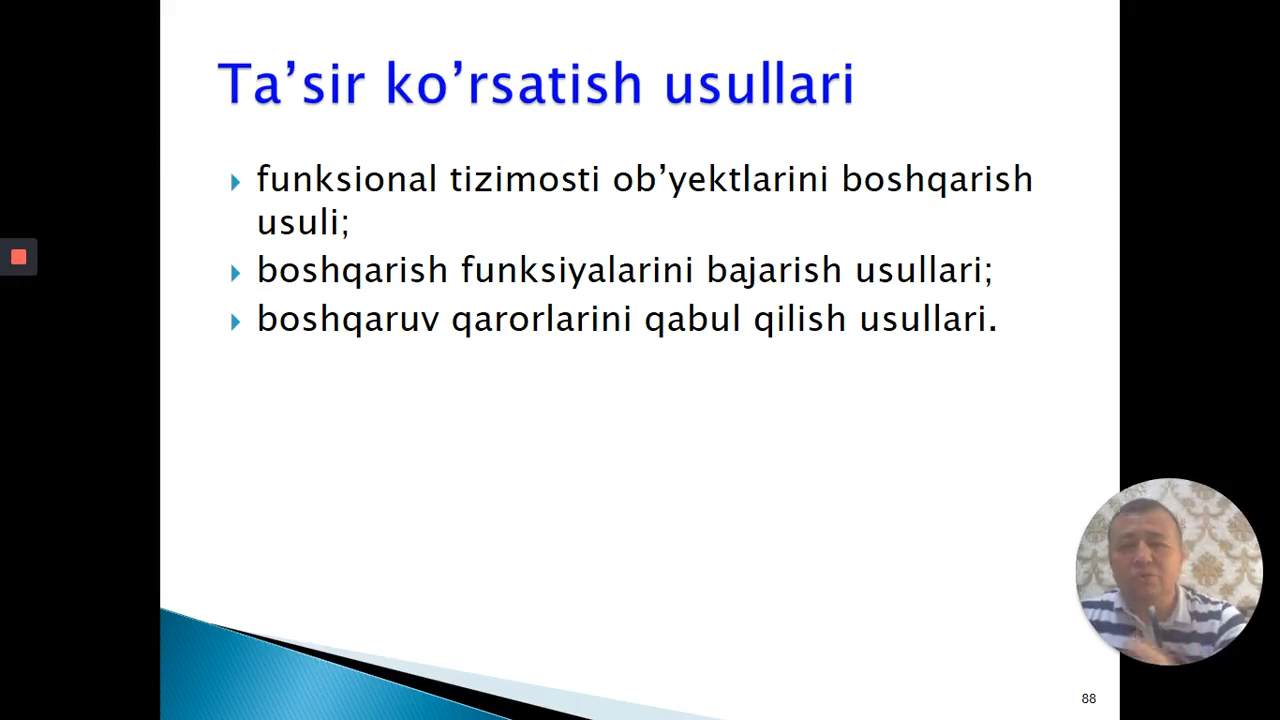 Ta’sir ko’rsatish usullari
funksional tizimosti ob’yektlarini boshqarish
usuli;
boshqarish funksiyalarini bajarish usullari;
boshqaruv qarorlarini qabul qilish usullari.
88